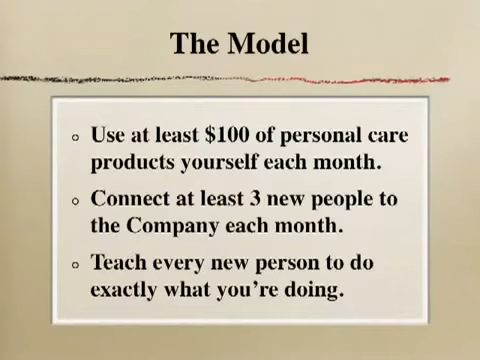 The Model
Use at least $100 of personal care
products yourself each month.
Connect at least 3 new people to
the Company each month.
Teach every new person to do
exactly what you're doing.